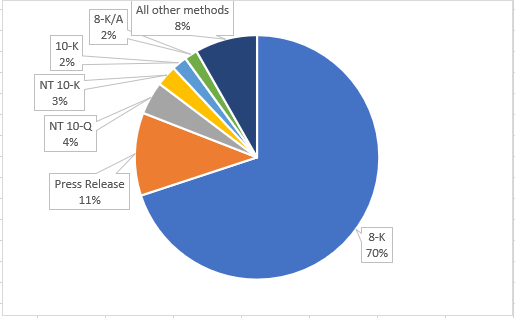 All other methods
8%
8-K/A
2%
10-K
2%
NT 10-K
3%
NT 10-Q
4%
Press Release
11%
8-K
70%